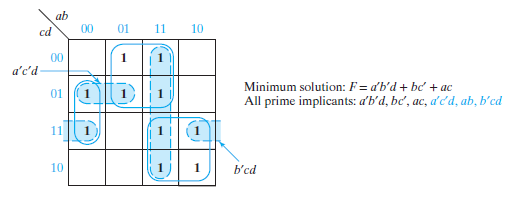 ab
cd
00 01 11 10
00 1 1
a'c'd
01 1 1 1
11 1 1 1
10 1 1
b'cd
Minimum solution: F = a'b'd + bc' + ac
All prime implicants: a'b'd, bc', ac, a'c'd, ab, b'cd